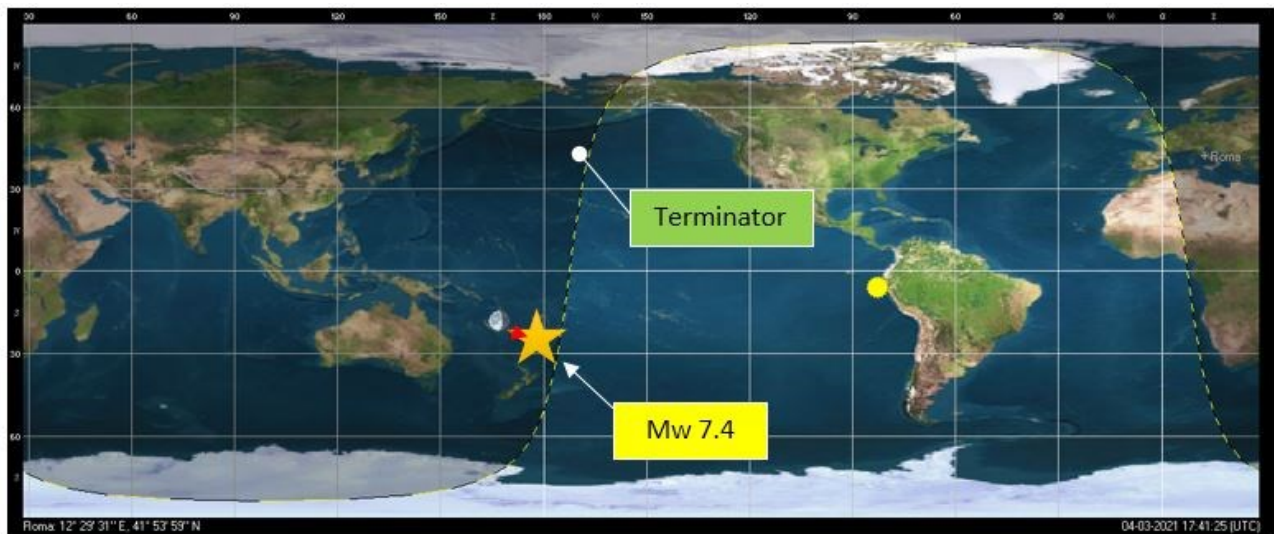 30 60 90 120 150 E 180 W 150 120 90 60 30 W 0 E
Terminator
Roma
60
30
0
30
60
Mw 7.4
Roma: 12° 29' 31'' E, 41° 53' 59'' N
04-03-2021 17:41:25 (UTC)